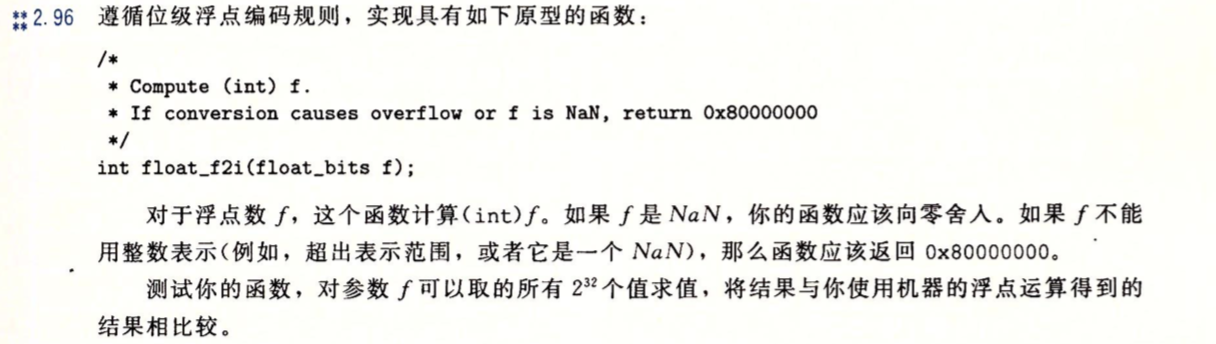 **2.96 遵循位级浮点编码规则，实现具有如下原型的函数：
/*
* Compute (int) f.
* If conversion causes overflow or f is NaN, return 0x80000000
*/
int float_f2i(float_bits f);
对于浮点数 f，这个函数计算(int)f。如果 f 是 NaN，你的函数应该向零舍入。如果 f 不能
用整数表示(例如，超出表示范围，或者它是一个 NaN)，那么函数应该返回 0x80000000。
测试你的函数，对参数 f 可以取的所有 2³² 个值求值，将结果与你使用机器的浮点运算得到的
结果相比较。